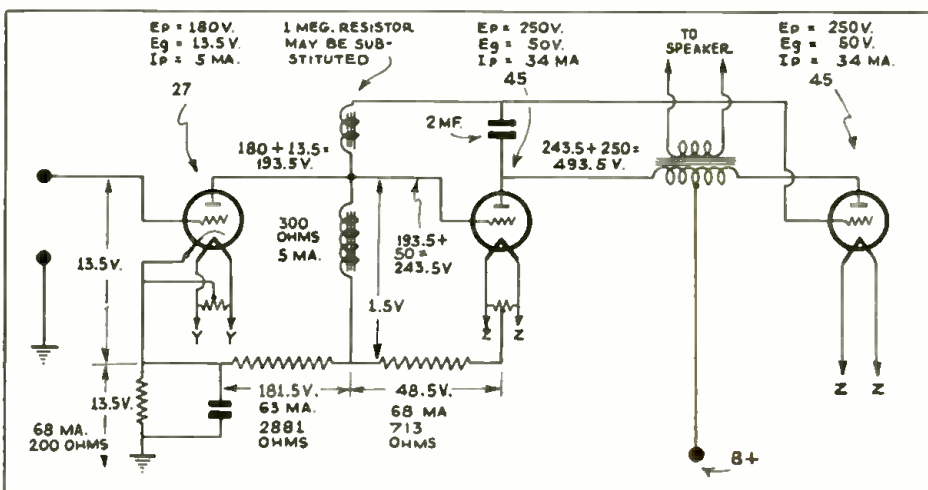 Ep = 180V.
Eg = 13.5V.
Ip = 5 MA.
27
1 MEG. RESISTOR
MAY BE SUB-
STITUTED
Ep = 250V.
Eg = 50V.
Ip = 34 MA
45
TO
SPEAKER
Ep = 250V.
Eg = 50V.
Ip = 34 MA.
45
2 MF.
180 + 13.5 =
193.5V.
243.5 + 250 =
493.5 V.
300
OHMS
5 MA.
193.5 +
50 =
243.5V
13.5V.
1.5V
Y Y
Z Z
Z Z
13.5V.
68 MA.
200 OHMS
181.5V.
63 MA.
2881
OHMS
48.5V.
68 MA
713
OHMS
B+